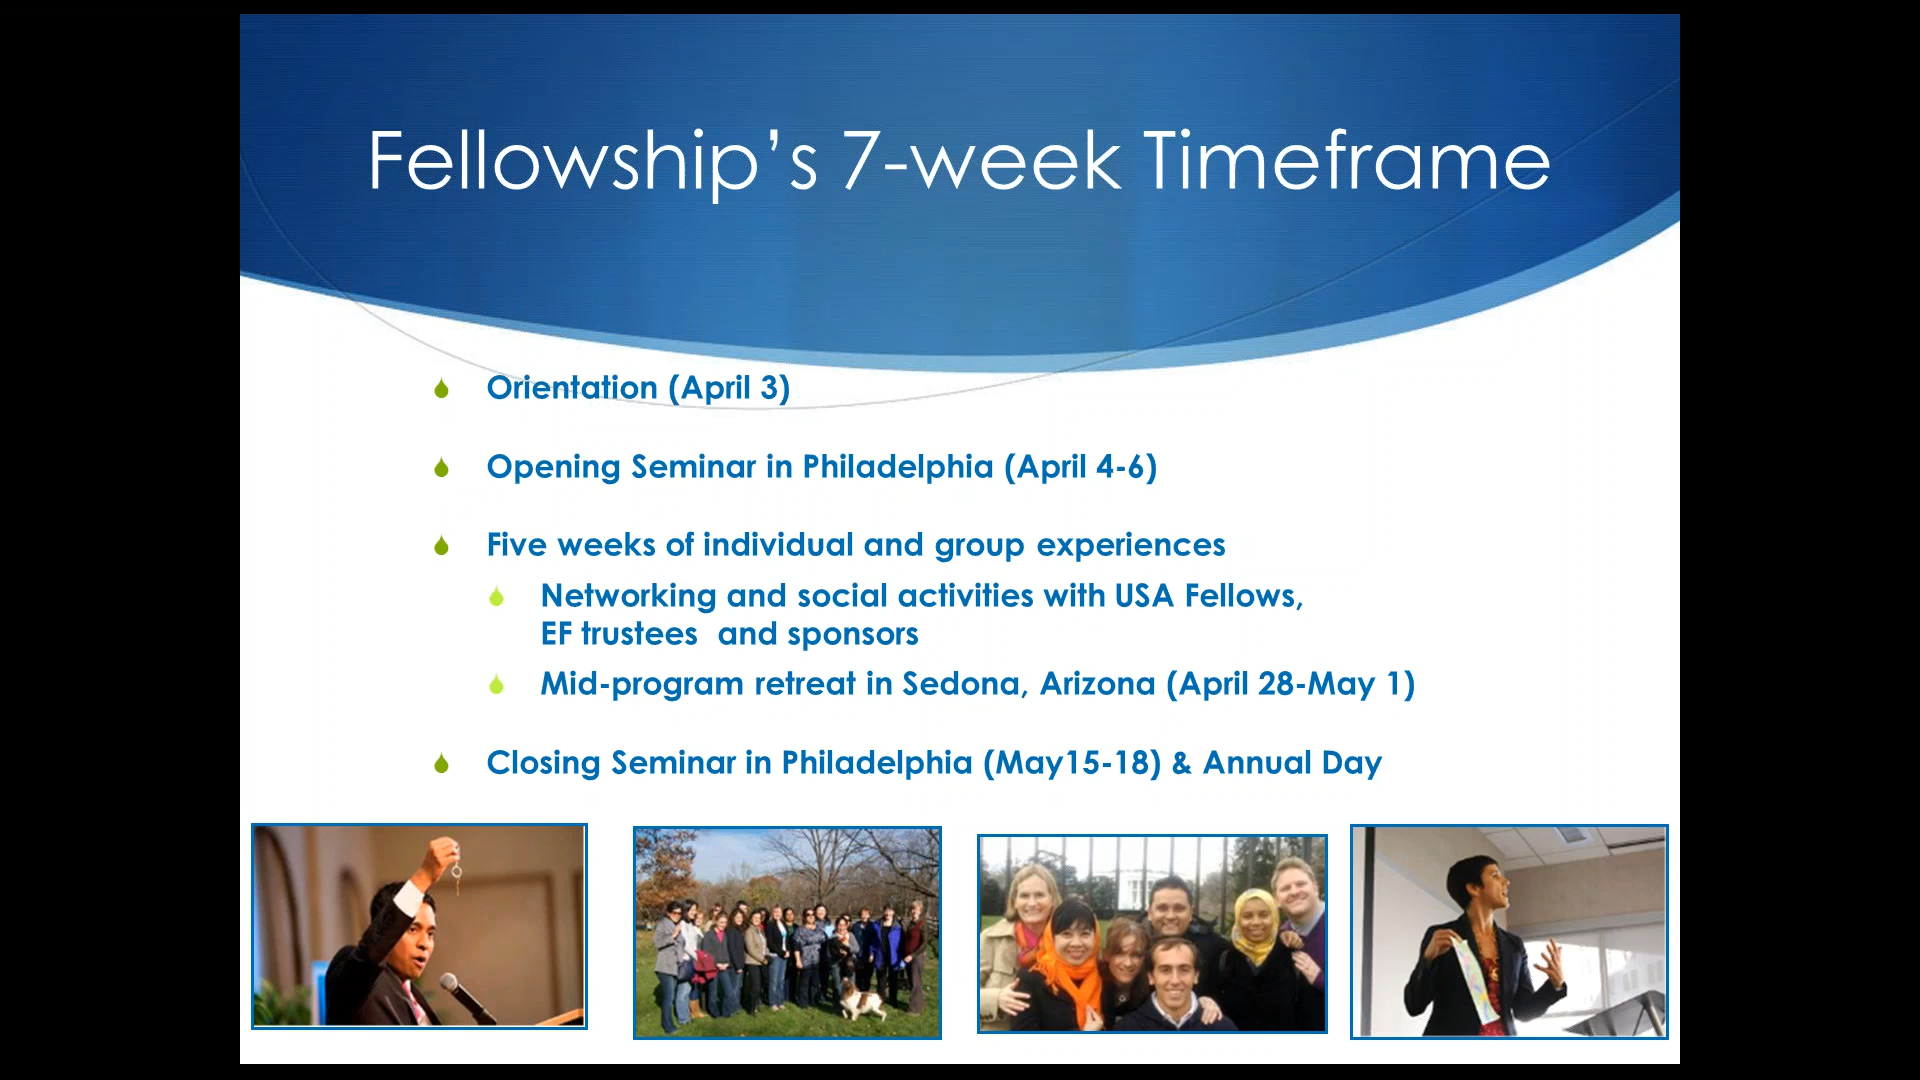 Fellowship’s 7-week Timeframe
Orientation (April 3)
Opening Seminar in Philadelphia (April 4-6)
Five weeks of individual and group experiences
Networking and social activities with USA Fellows,
EF trustees  and sponsors
Mid-program retreat in Sedona, Arizona (April 28-May 1)
Closing Seminar in Philadelphia (May15-18) & Annual Day